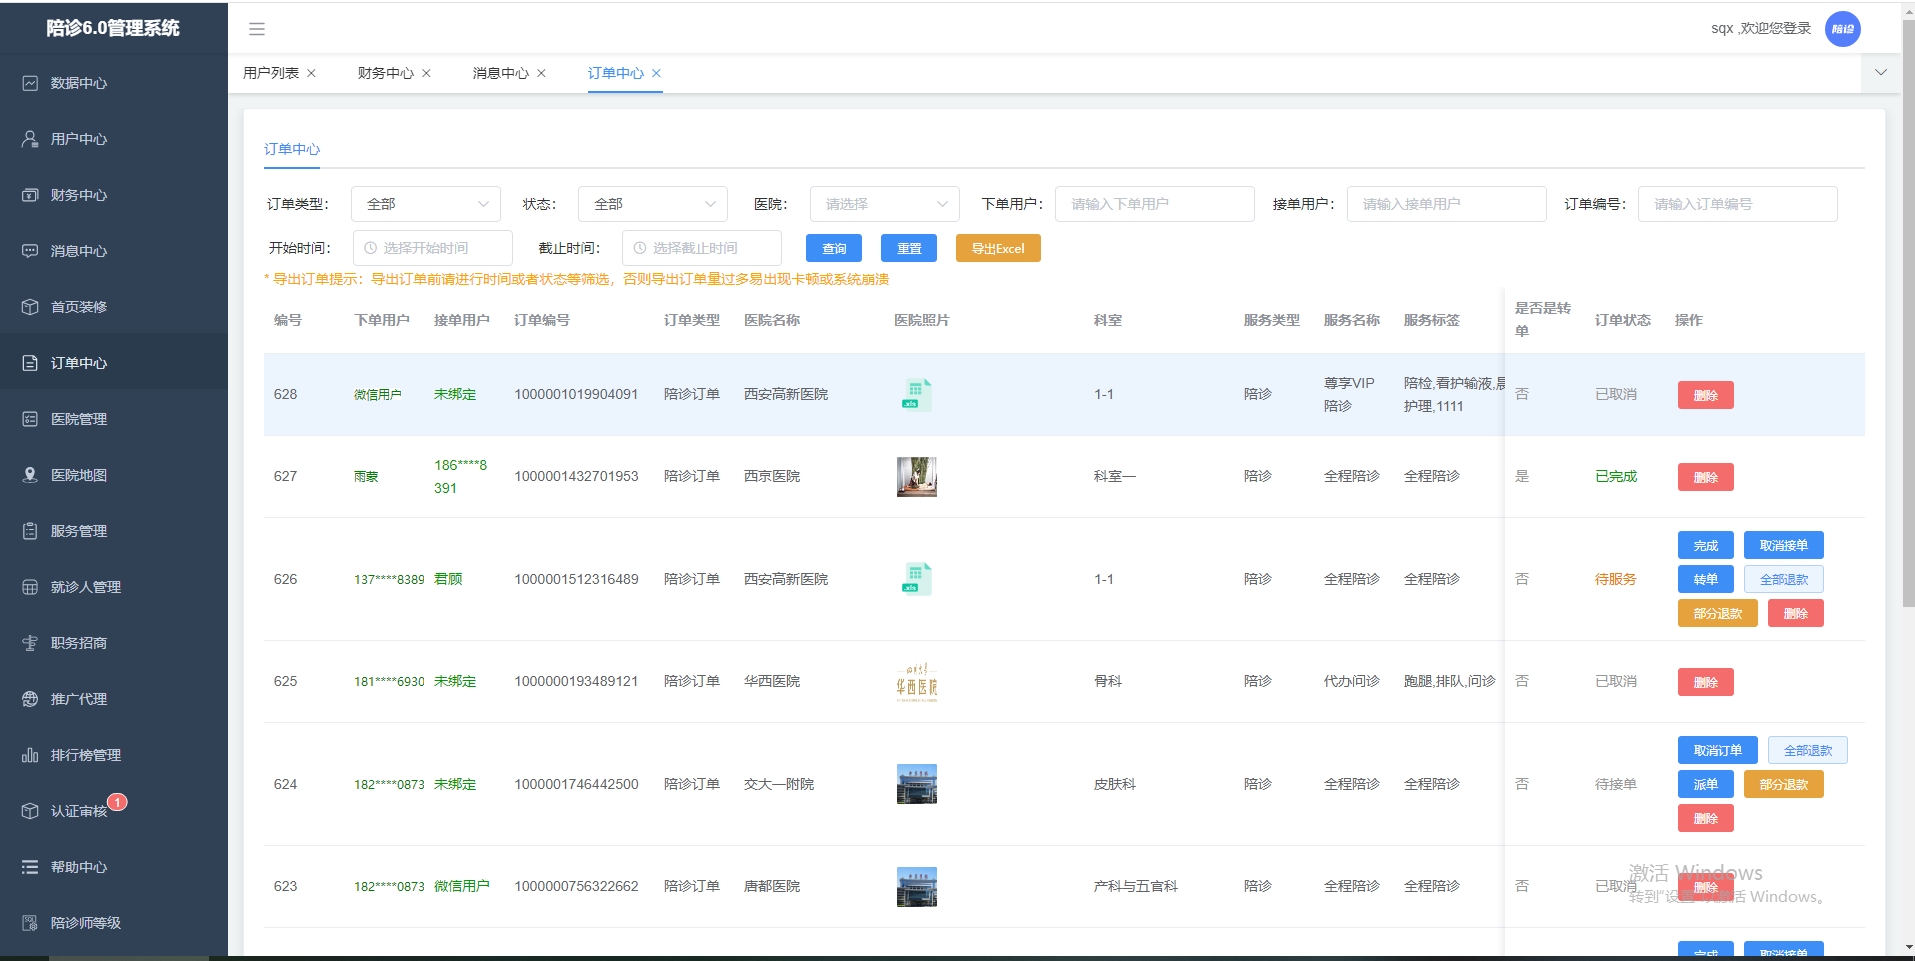 陪诊6.0管理系统
sqx ,欢迎您登录
陪诊
用户列表 财务中心 消息中心 订单中心
数据中心
用户中心
财务中心
消息中心
首页装修
订单中心
医院管理
医院地图
服务管理
就诊人管理
职务招商
推广代理
排行榜管理
认证审核 1
帮助中心
陪诊师等级
订单中心
订单类型: 全部 状态: 全部 医院: 请选择 下单用户: 请输入下单用户 接单用户: 请输入接单用户 订单编号: 请输入订单编号
开始时间: 选择开始时间 截止时间: 选择截止时间 查询 重置 导出Excel
* 导出订单提示：导出订单前请进行时间或者状态等筛选，否则导出订单量过多易出现卡顿或系统崩溃
编号 下单用户 接单用户 订单编号 订单类型 医院名称 医院照片 科室 服务类型 服务名称 服务标签 是否是转单 订单状态 操作
628 微信用户 未绑定 1000001019904091 陪诊订单 西安高新医院 .xls 1-1 陪诊 尊享VIP陪诊 陪检,看护输液,晨护理,1111 否 已取消 删除
627 雨蒙 186****8391 1000001432701953 陪诊订单 西京医院 科室一 陪诊 全程陪诊 全程陪诊 是 已完成 删除
626 137****8389 君顾 1000001512316489 陪诊订单 西安高新医院 .xls 1-1 陪诊 全程陪诊 全程陪诊 否 待服务 完成 取消接单
转单 全部退款
部分退款 删除
625 181****6930 未绑定 1000000193489121 陪诊订单 华西医院 华西医院 骨科 陪诊 代办问诊 跑腿,排队,问诊 否 已取消 删除
624 182****0873 未绑定 1000001746442500 陪诊订单 交大一附院 皮肤科 陪诊 全程陪诊 全程陪诊 否 待接单 取消订单 全部退款
派单 部分退款
删除
623 182****0873 微信用户 1000000756322662 陪诊订单 唐都医院 产科与五官科 陪诊 全程陪诊 全程陪诊 否 已取消 删除
激活 Windows
转到"设置"以激活 Windows。
完成 取消接单